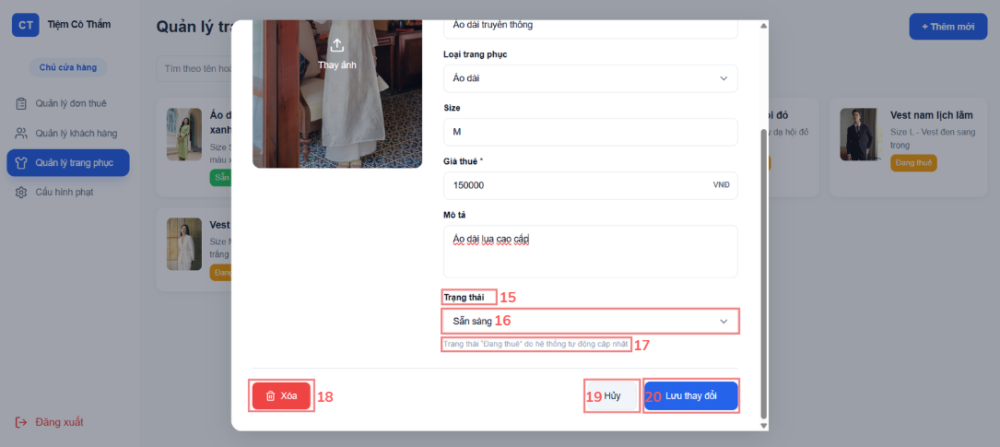 CT
Tiệm Cô Thắm
Chủ cửa hàng
Quản lý đơn thuê
Quản lý khách hàng
Quản lý trang phục
Cấu hình phạt
Đăng xuất
Quản lý
+ Thêm mới
Tìm theo tên
Áo
xanh
Size
màu
Vest
Size
trắng
Thay ảnh
Áo dài truyền thống
Loại trang phục
Áo dài
Size
M
Giá thuê *
150000
VND
Mô tả
Áo dài lụa cao cấp
Trạng thái
15
Sẵn sàng
16
Trạng thái "Đang thuê" do hệ thống tự động cập nhật
17
Xóa
18
19
Hủy
20
Lưu thay đổi
đỏ
dạ hội đỏ
Vest nam lịch lãm
Size L - Vest đen sang
trọng
Đang thuê